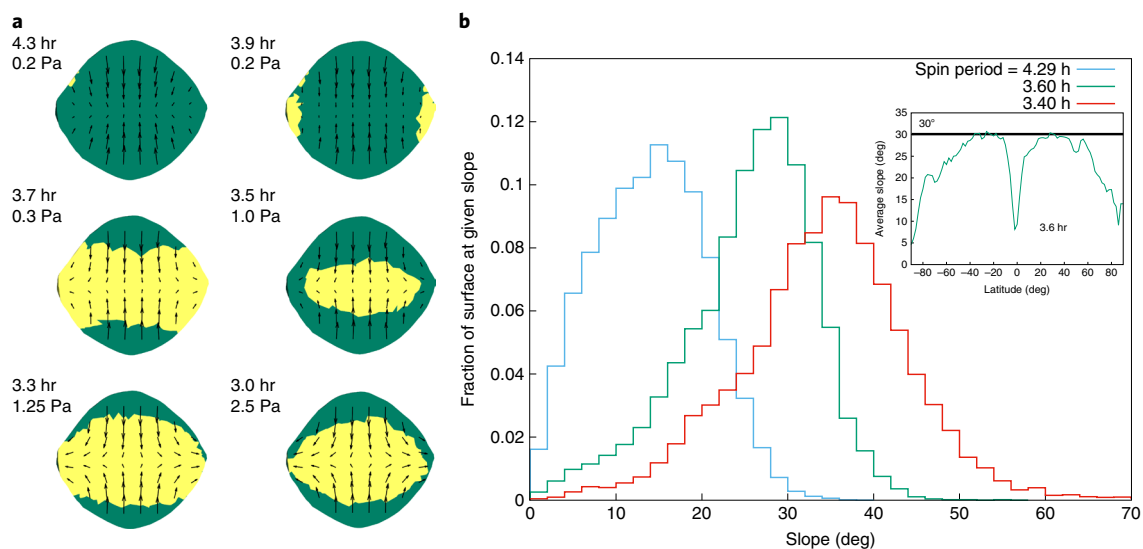 a
4.3 hr
0.2 Pa
3.9 hr
0.2 Pa
3.7 hr
0.3 Pa
3.5 hr
1.0 Pa
3.3 hr
1.25 Pa
3.0 hr
2.5 Pa
b
0.14
0.12
0.1
0.08
0.06
0.04
0.02
0
Fraction of surface at given slope
0 10 20 30 40 50 60 70
Slope (deg)
Spin period = 4.29 h
3.60 h
3.40 h
35
30
25
20
15
10
5
0
Average slope (deg)
30°
3.6 hr
−80 −60 −40 −20 0 20 40 60 80
Latitude (deg)